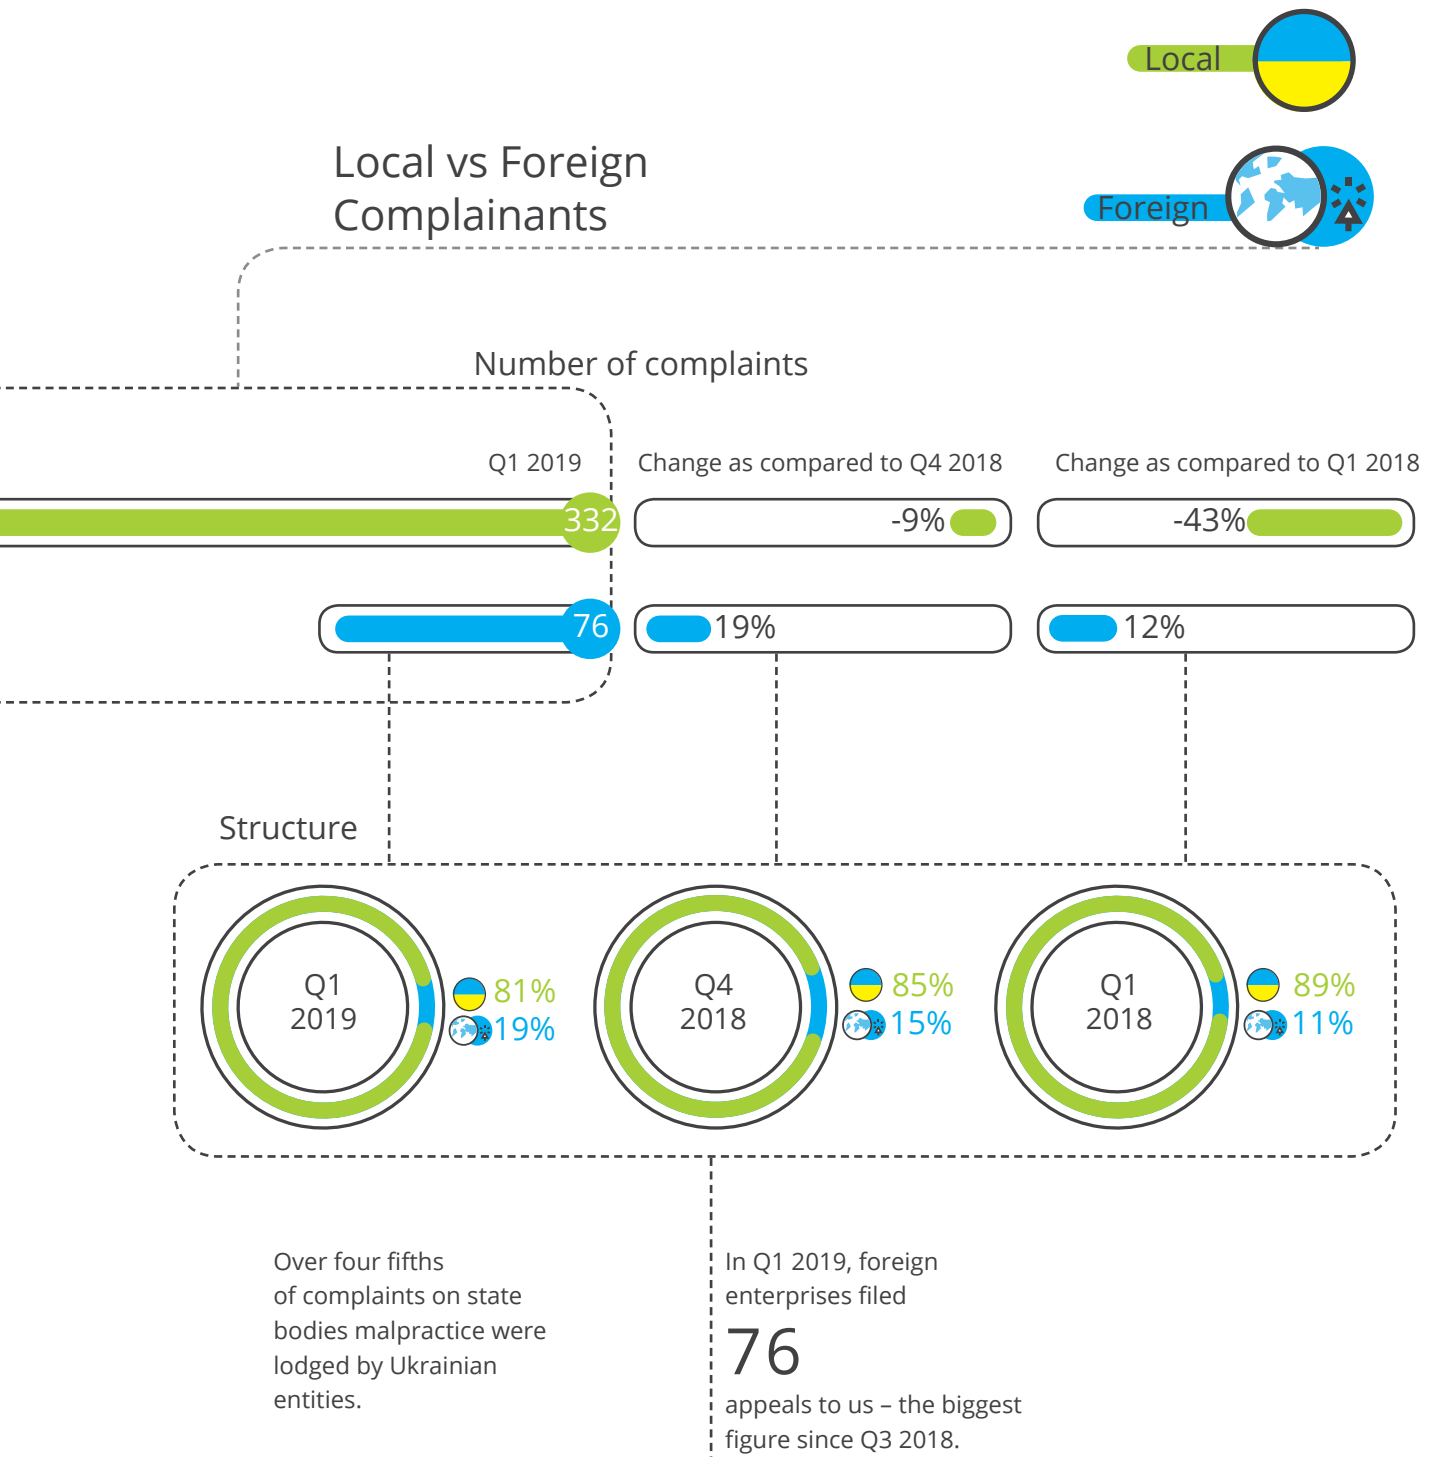 Local
Local vs Foreign
Complainants
Foreign
Number of complaints
Q1 2019
Change as compared to Q4 2018
Change as compared to Q1 2018
332
-9%
-43%
76
19%
12%
Structure
Q1
2019
81%
19%
Q4
2018
85%
15%
Q1
2018
89%
11%
Over four fifths
of complaints on state
bodies malpractice were
lodged by Ukrainian
entities.
In Q1 2019, foreign
enterprises filed
76
appeals to us – the biggest
figure since Q3 2018.